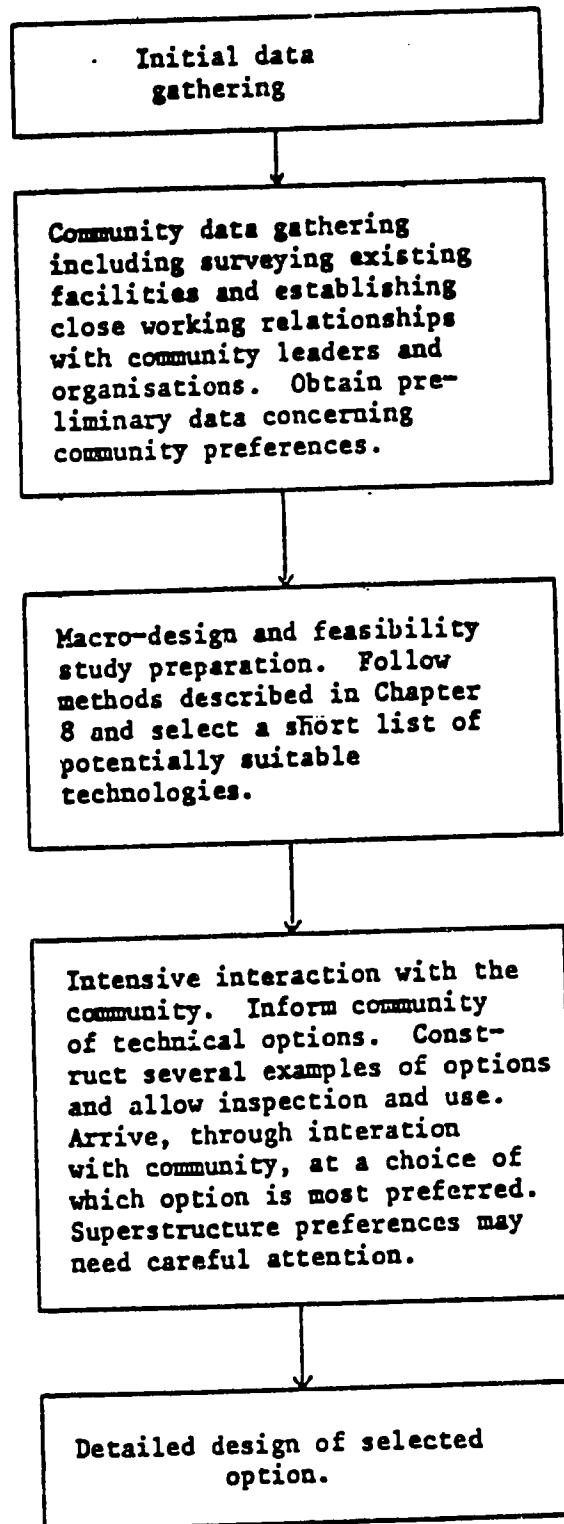 Initial data
gathering
Community data gathering
including surveying existing
facilities and establishing
close working relationships
with community leaders and
organisations. Obtain pre-
liminary data concerning
community preferences.
Macro-design and feasibility
study preparation. Follow
methods described in Chapter
8 and select a short list of
potentially suitable
technologies.
Intensive interaction with the
community. Inform community
of technical options. Const-
ruct several examples of options
and allow inspection and use.
Arrive, through interation
with community, at a choice of
which option is most preferred.
Superstructure preferences may
need careful attention.
Detailed design of selected
option.